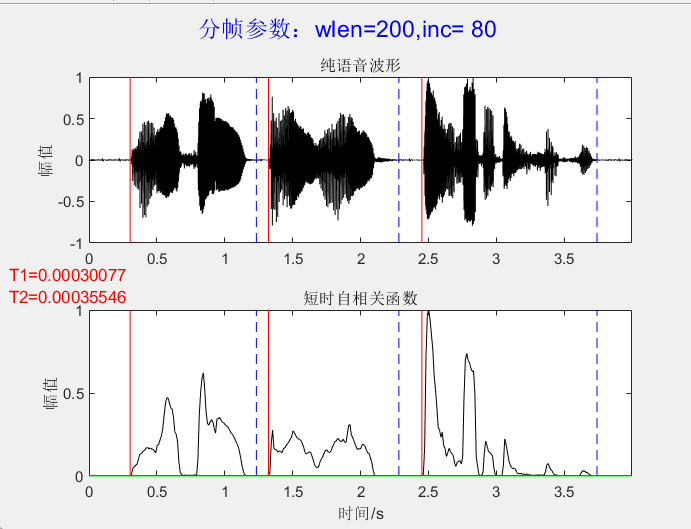 分帧参数：wlen=200,inc= 80
纯语音波形
幅值
1
0.5
0
-0.5
-1
0 0.5 1 1.5 2 2.5 3 3.5
T1=0.00030077
T2=0.00035546
短时自相关函数
幅值
1
0.5
0
0 0.5 1 1.5 2 2.5 3 3.5
时间/s